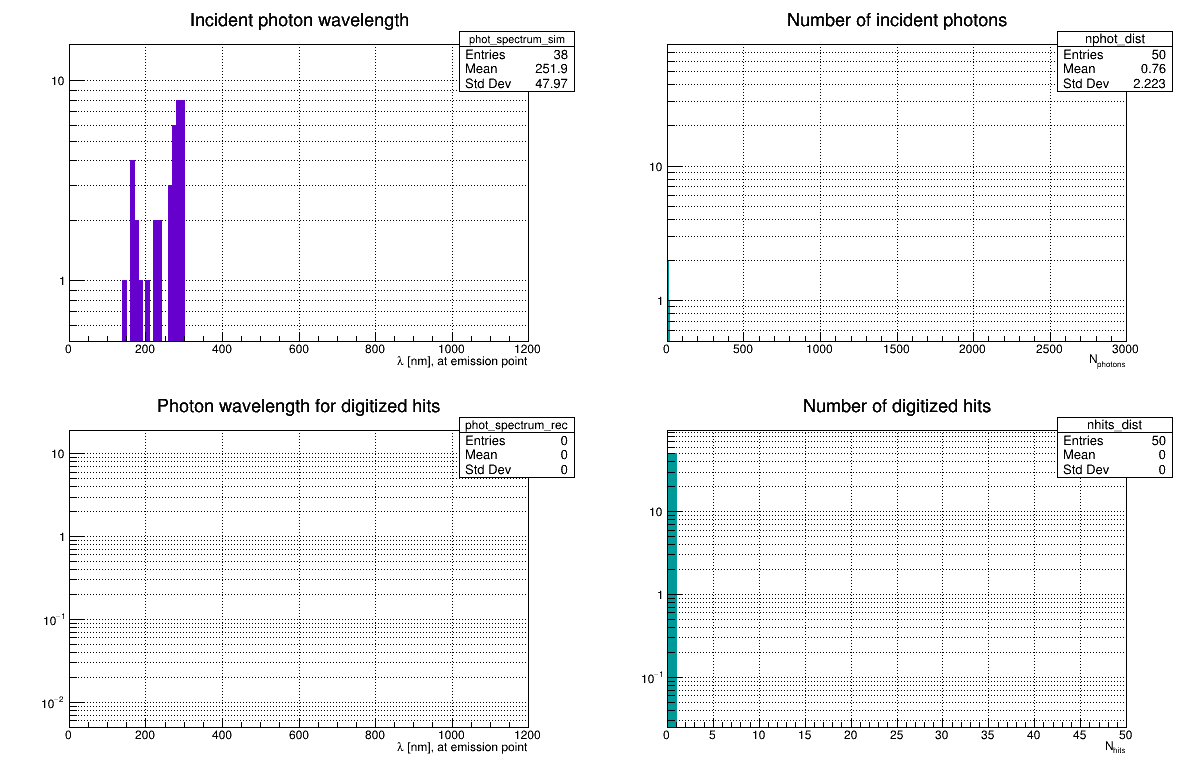 Incident photon wavelength
phot_spectrum_sim
Entries 38
Mean 251.9
Std Dev 47.97
10
1
0 200 400 600 800 1000 1200
λ [nm], at emission point
Number of incident photons
nphot_dist
Entries 50
Mean 0.76
Std Dev 2.223
10
1
0 500 1000 1500 2000 2500 3000
N_photons
Photon wavelength for digitized hits
phot_spectrum_rec
Entries 0
Mean 0
Std Dev 0
10
1
10⁻¹
10⁻²
0 200 400 600 800 1000 1200
λ [nm], at emission point
Number of digitized hits
nhits_dist
Entries 50
Mean 0
Std Dev 0
10
1
10⁻¹
0 5 10 15 20 25 30 35 40 45 50
N_hits